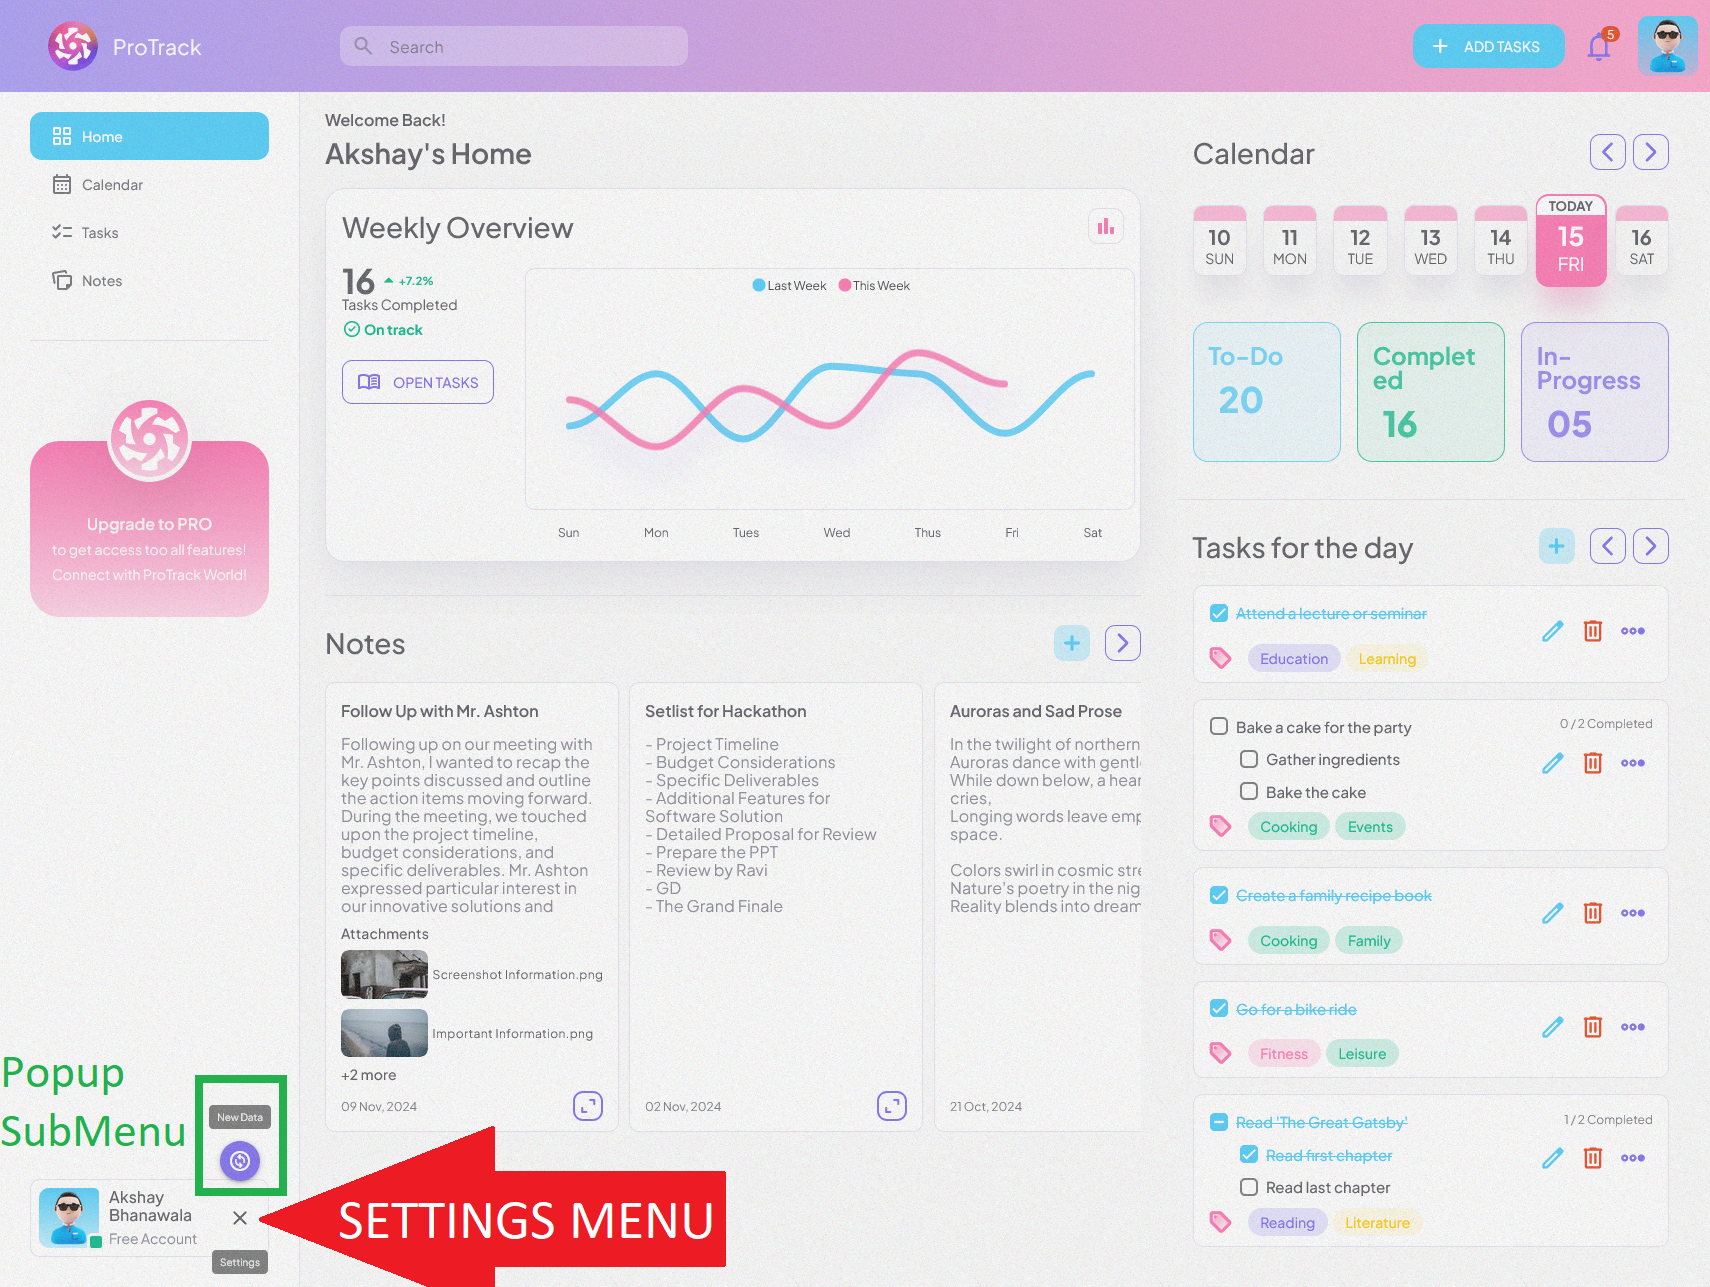 ProTrack
Search
ADD TASKS
5
Home
Calendar
Tasks
Notes
Upgrade to PRO
to get access too all features!
Connect with ProTrack World!
Popup
SubMenu
New Data
Akshay
Bhanawala
Free Account
Settings
SETTINGS MENU
Welcome Back!
Akshay's Home
Weekly Overview
16 +7.2%
Tasks Completed
On track
OPEN TASKS
Last Week This Week
Sun Mon Tues Wed Thus Fri Sat
Notes
Follow Up with Mr. Ashton
Following up on our meeting with
Mr. Ashton, I wanted to recap the
key points discussed and outline
the action items moving forward.
During the meeting, we touched
upon the project timeline,
budget considerations, and
specific deliverables. Mr. Ashton
expressed particular interest in
our innovative solutions and
Attachments
Screenshot Information.png
Important Information.png
+2 more
09 Nov, 2024
Setlist for Hackathon
- Project Timeline
- Budget Considerations
- Specific Deliverables
- Additional Features for
Software Solution
- Detailed Proposal for Review
- Prepare the PPT
- Review by Ravi
- GD
- The Grand Finale
02 Nov, 2024
Auroras and Sad Prose
In the twilight of northern
Auroras dance with gentl
While down below, a hear
cries,
Longing words leave emp
space.
Colors swirl in cosmic stre
Nature's poetry in the nig
Reality blends into dream
21 Oct, 2024
Calendar
10 SUN
11 MON
12 TUE
13 WED
14 THU
TODAY 15 FRI
16 SAT
To-Do
20
Complet
ed
16
In-
Progress
05
Tasks for the day
Attend a lecture or seminar
Education Learning
Bake a cake for the party
0 / 2 Completed
Gather ingredients
Bake the cake
Cooking Events
Create a family recipe book
Cooking Family
Go for a bike ride
Fitness Leisure
Read 'The Great Gatsby'
1 / 2 Completed
Read first chapter
Read last chapter
Reading Literature